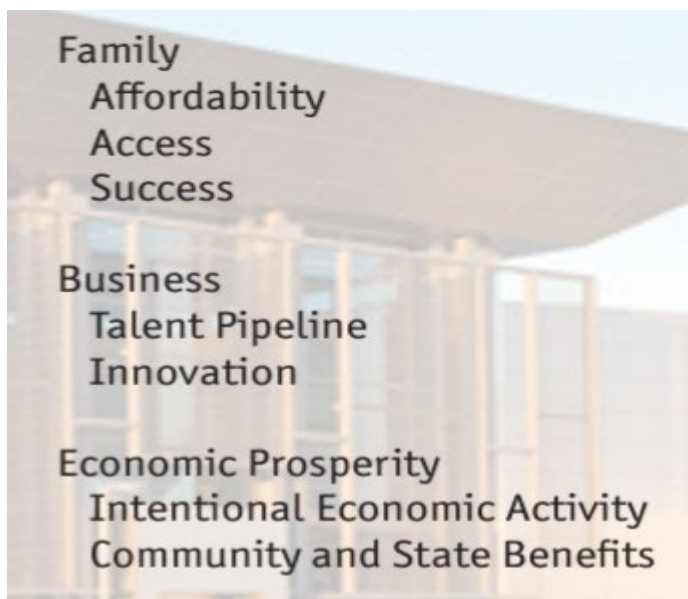 Family
Affordability
Access
Success
Business
Talent Pipeline
Innovation
Economic Prosperity
Intentional Economic Activity
Community and State Benefits